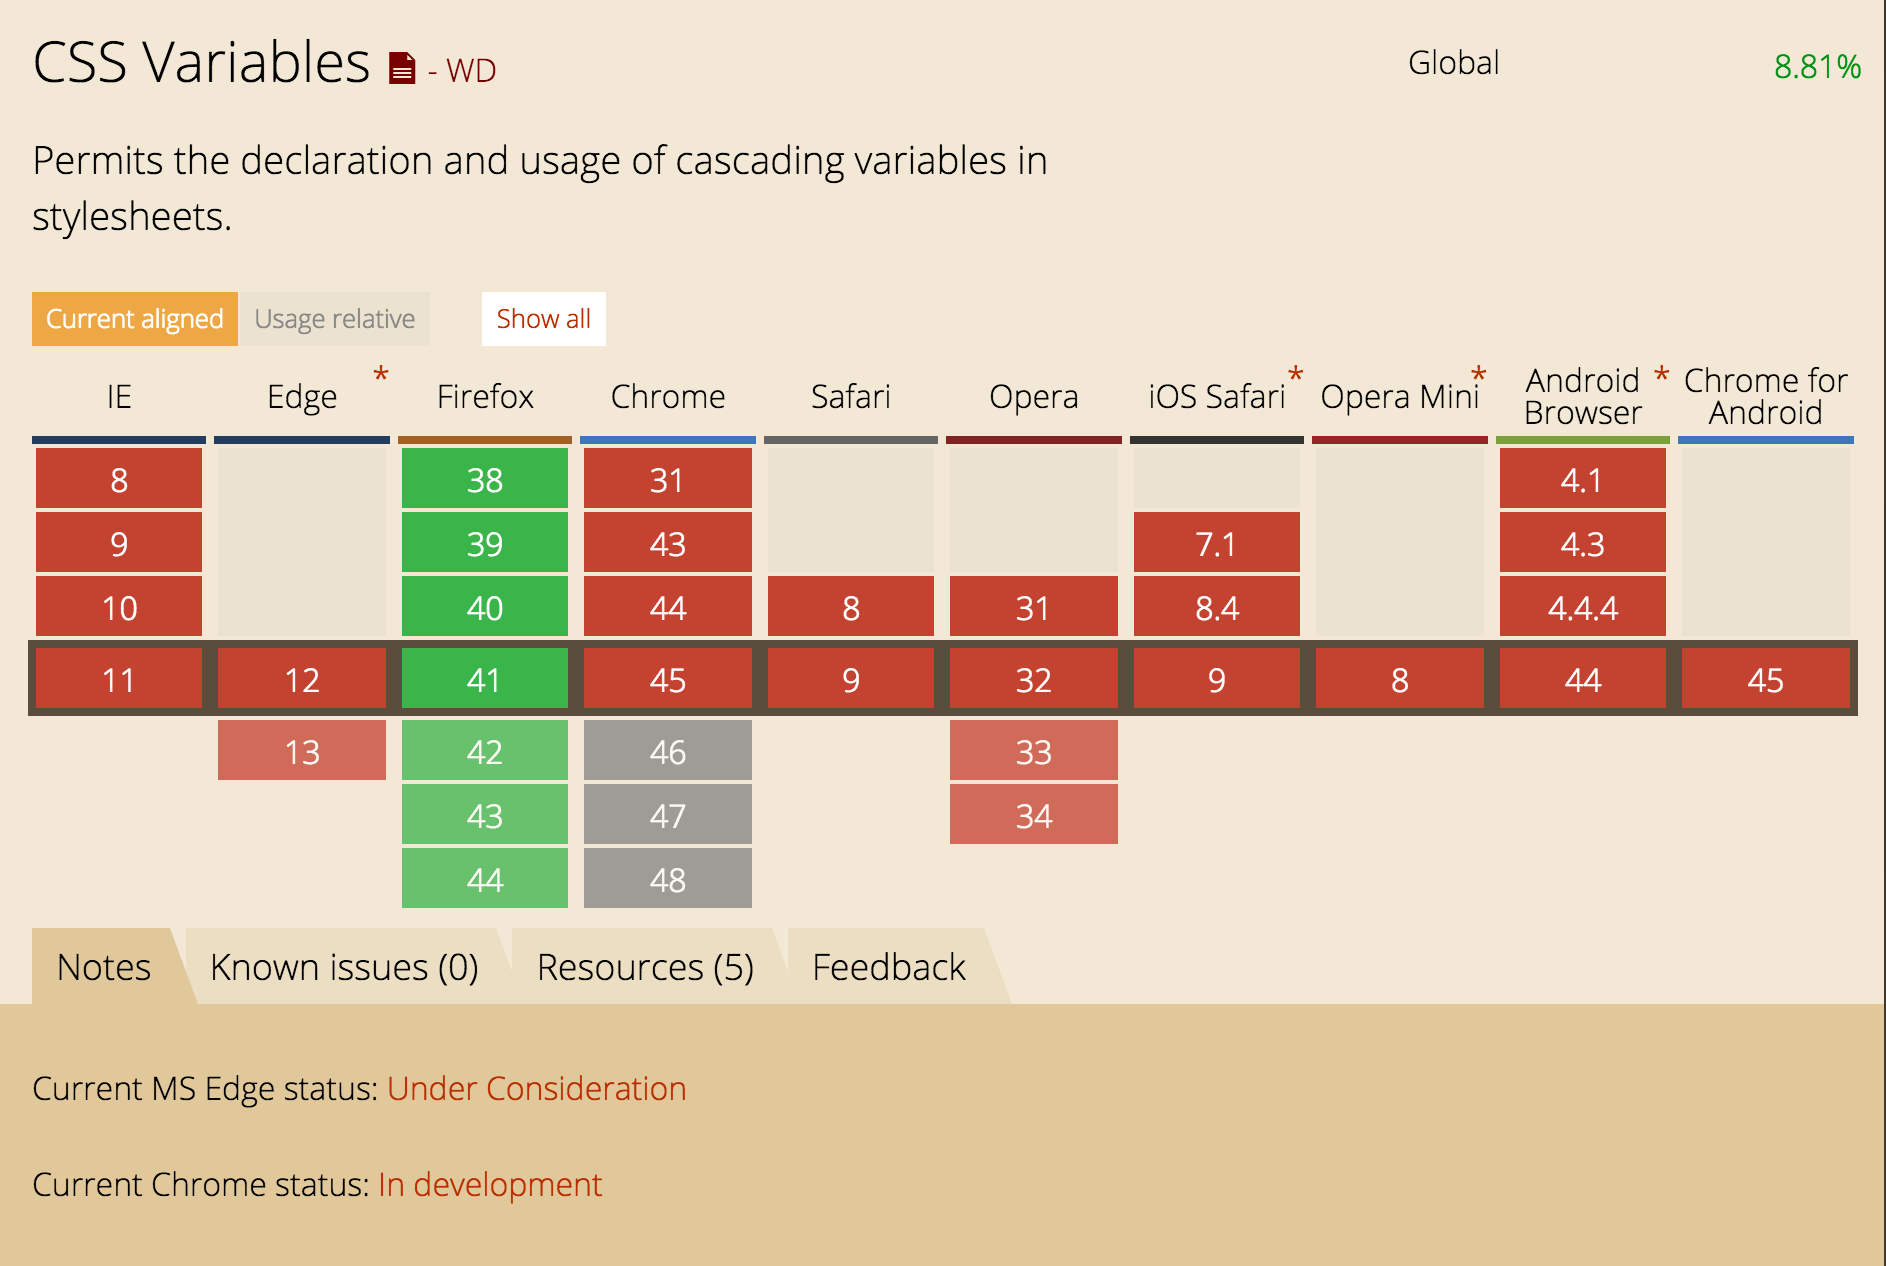 CSS Variables - WD
Global 8.81%
Permits the declaration and usage of cascading variables in
stylesheets.
Current aligned Usage relative Show all
IE Edge * Firefox Chrome Safari Opera iOS Safari * Opera Mini * Android Browser * Chrome for Android
8 38 31 4.1
9 39 43 7.1 4.3
10 40 44 8 31 8.4 4.4.4
11 12 41 45 9 32 9 8 44 45
13 42 46 33
43 47 34
44 48
Notes Known issues (0) Resources (5) Feedback
Current MS Edge status: Under Consideration
Current Chrome status: In development